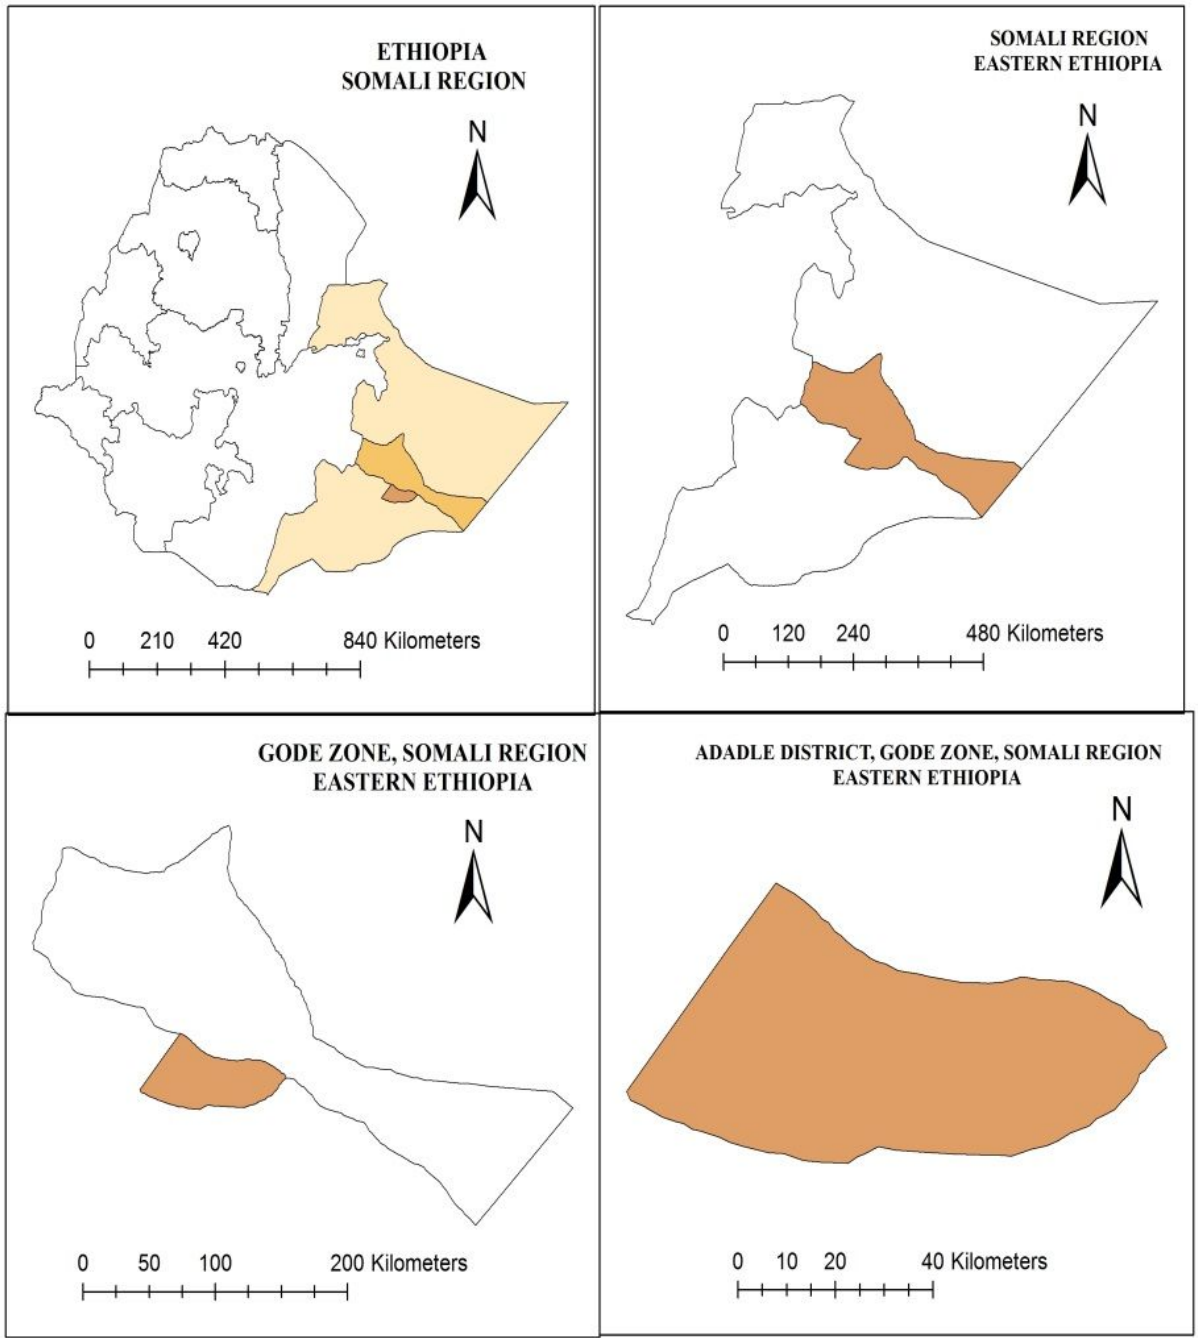 ETHIOPIA
SOMALI REGION
N
0 210 420 840 Kilometers
SOMALI REGION
EASTERN ETHIOPIA
N
0 120 240 480 Kilometers
GODE ZONE, SOMALI REGION
EASTERN ETHIOPIA
N
0 50 100 200 Kilometers
ADADLE DISTRICT, GODE ZONE, SOMALI REGION
EASTERN ETHIOPIA
N
0 10 20 40 Kilometers